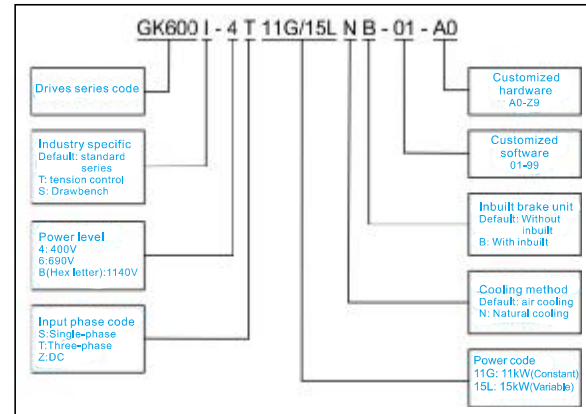 GK600 I - 4 T 11G/15L N B - 01 - A0
Drives series code
Industry specific
Default: standard
series
T: tension control
S: Drawbench
Power level
4: 400V
6:690V
B(Hex letter):1140V
Input phase code
S:Single-phase
T:Three-phase
Z:DC
Customized
hardware
A0-Z9
Customized
software
01-99
Inbuilt brake unit
Default: Without
inbuilt
B: With inbuilt
Cooling method
Default: air cooling
N: Natural cooling
Power code
11G: 11kW(Constant)
15L: 15kW(Variable)